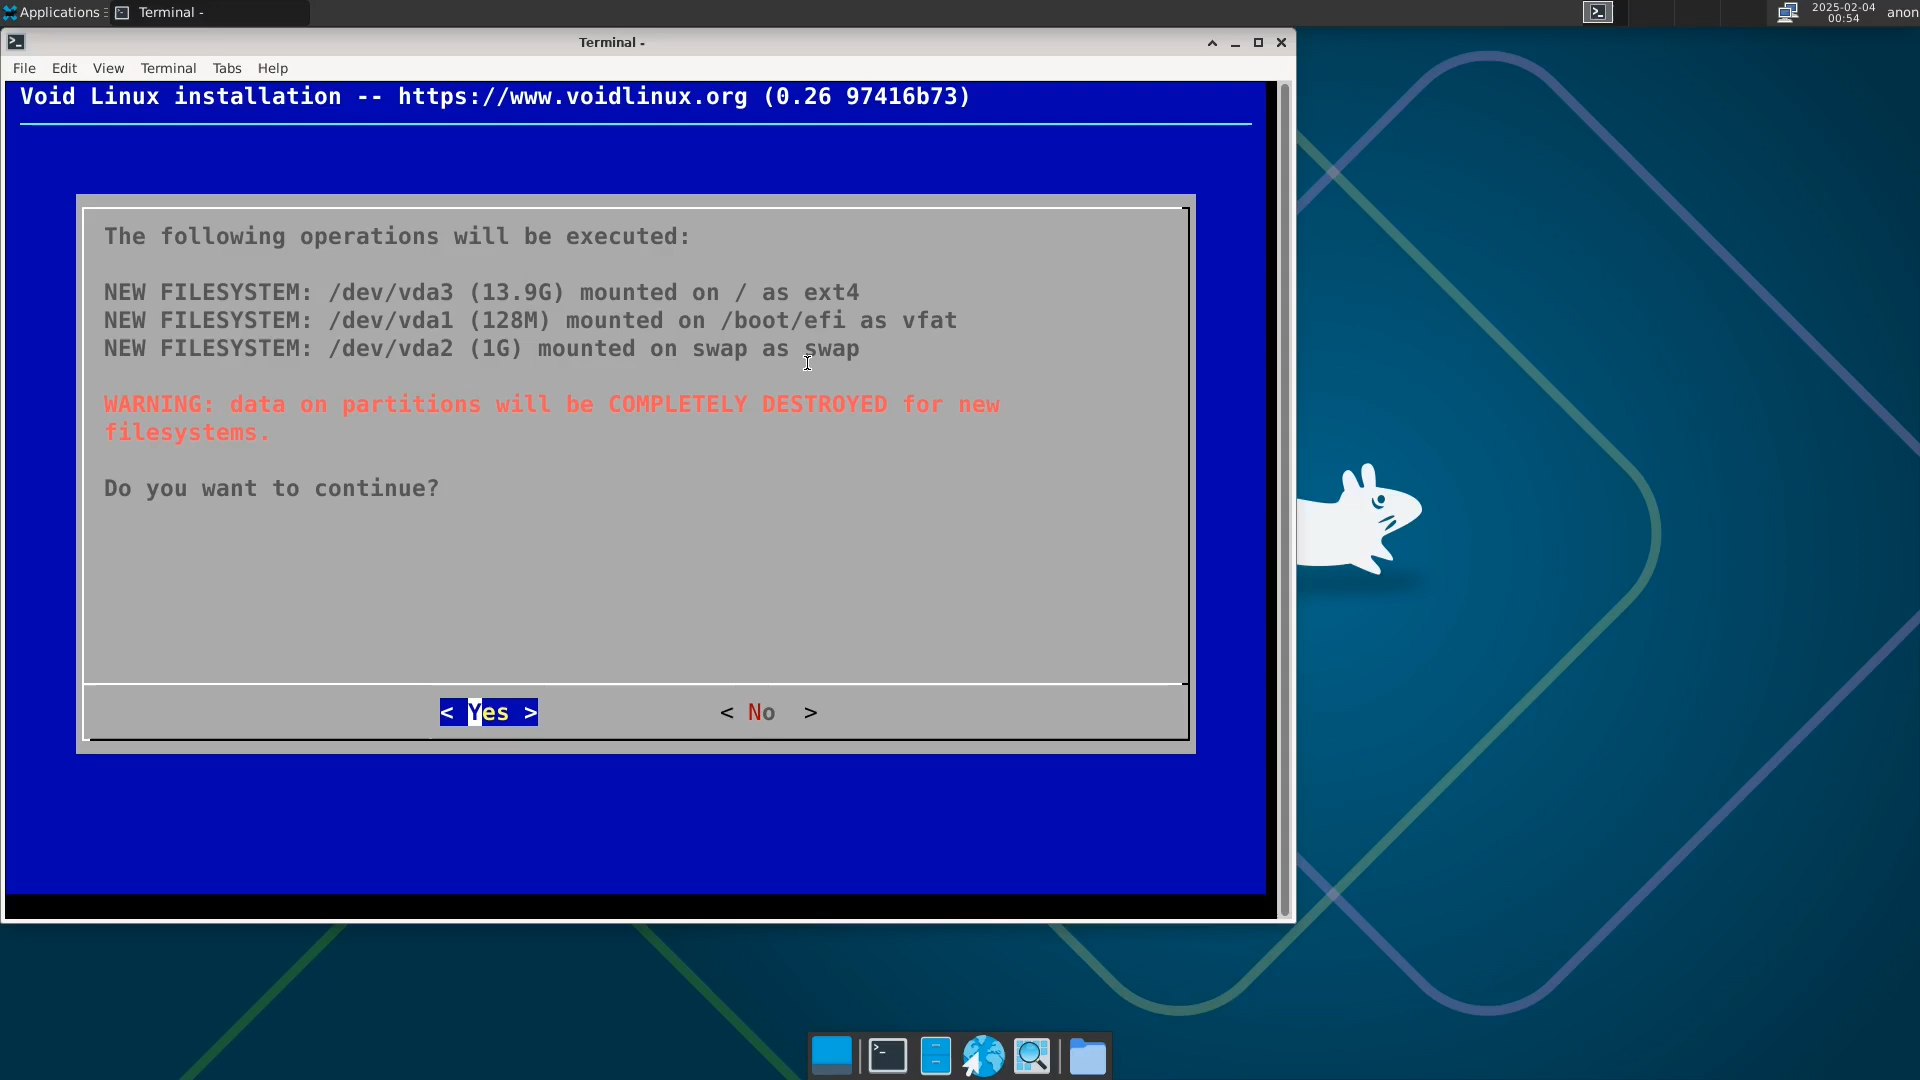 Applications
Terminal -
2025-02-04
00:54
anon
Terminal -
File Edit View Terminal Tabs Help
Void Linux installation -- https://www.voidlinux.org (0.26 97416b73)
The following operations will be executed:
NEW FILESYSTEM: /dev/vda3 (13.9G) mounted on / as ext4
NEW FILESYSTEM: /dev/vda1 (128M) mounted on /boot/efi as vfat
NEW FILESYSTEM: /dev/vda2 (1G) mounted on swap as swap
WARNING: data on partitions will be COMPLETELY DESTROYED for new
filesystems.
Do you want to continue?
< Yes > < No >